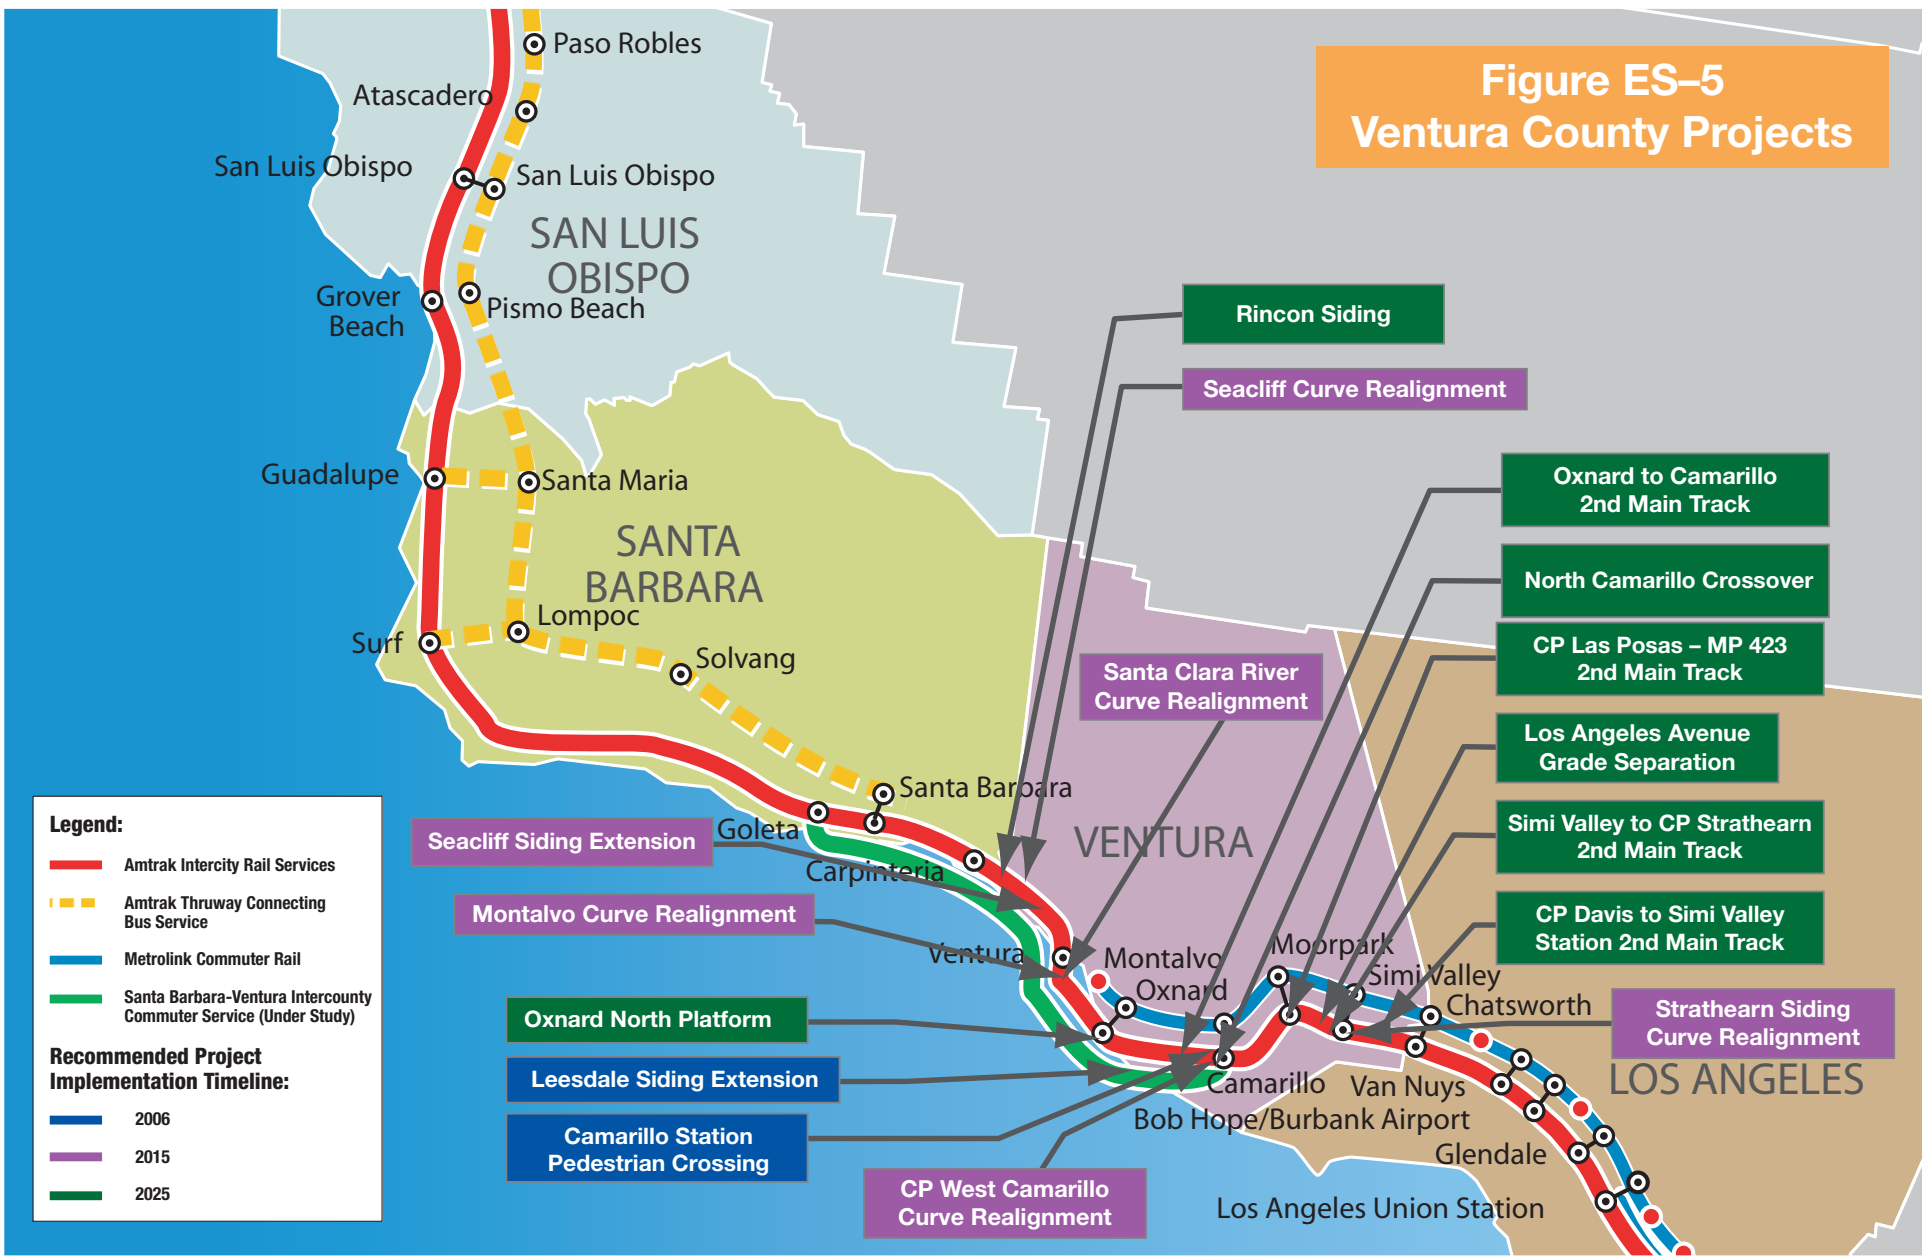 Figure ES–5
Ventura County Projects
Paso Robles
Atascadero
San Luis Obispo
San Luis Obispo
SAN LUIS
OBISPO
Grover
Beach
Pismo Beach
Rincon Siding
Seacliff Curve Realignment
Guadalupe
Santa Maria
Oxnard to Camarillo
2nd Main Track
SANTA
BARBARA
North Camarillo Crossover
Lompoc
Surf
Solvang
CP Las Posas – MP 423
2nd Main Track
Santa Clara River
Curve Realignment
Los Angeles Avenue
Grade Separation
Santa Barbara
Goleta
Seacliff Siding Extension
VENTURA
Simi Valley to CP Strathearn
2nd Main Track
Carpinteria
Montalvo Curve Realignment
CP Davis to Simi Valley
Station 2nd Main Track
Ventura
Montalvo
Oxnard
Moorpark
Simi Valley
Chatsworth
Strathearn Siding
Curve Realignment
Oxnard North Platform
Leesdale Siding Extension
Camarillo
Van Nuys
LOS ANGELES
Bob Hope/Burbank Airport
Camarillo Station
Pedestrian Crossing
Glendale
CP West Camarillo
Curve Realignment
Los Angeles Union Station
Legend:
Amtrak Intercity Rail Services
Amtrak Thruway Connecting
Bus Service
Metrolink Commuter Rail
Santa Barbara-Ventura Intercounty
Commuter Service (Under Study)
Recommended Project
Implementation Timeline:
2006
2015
2025